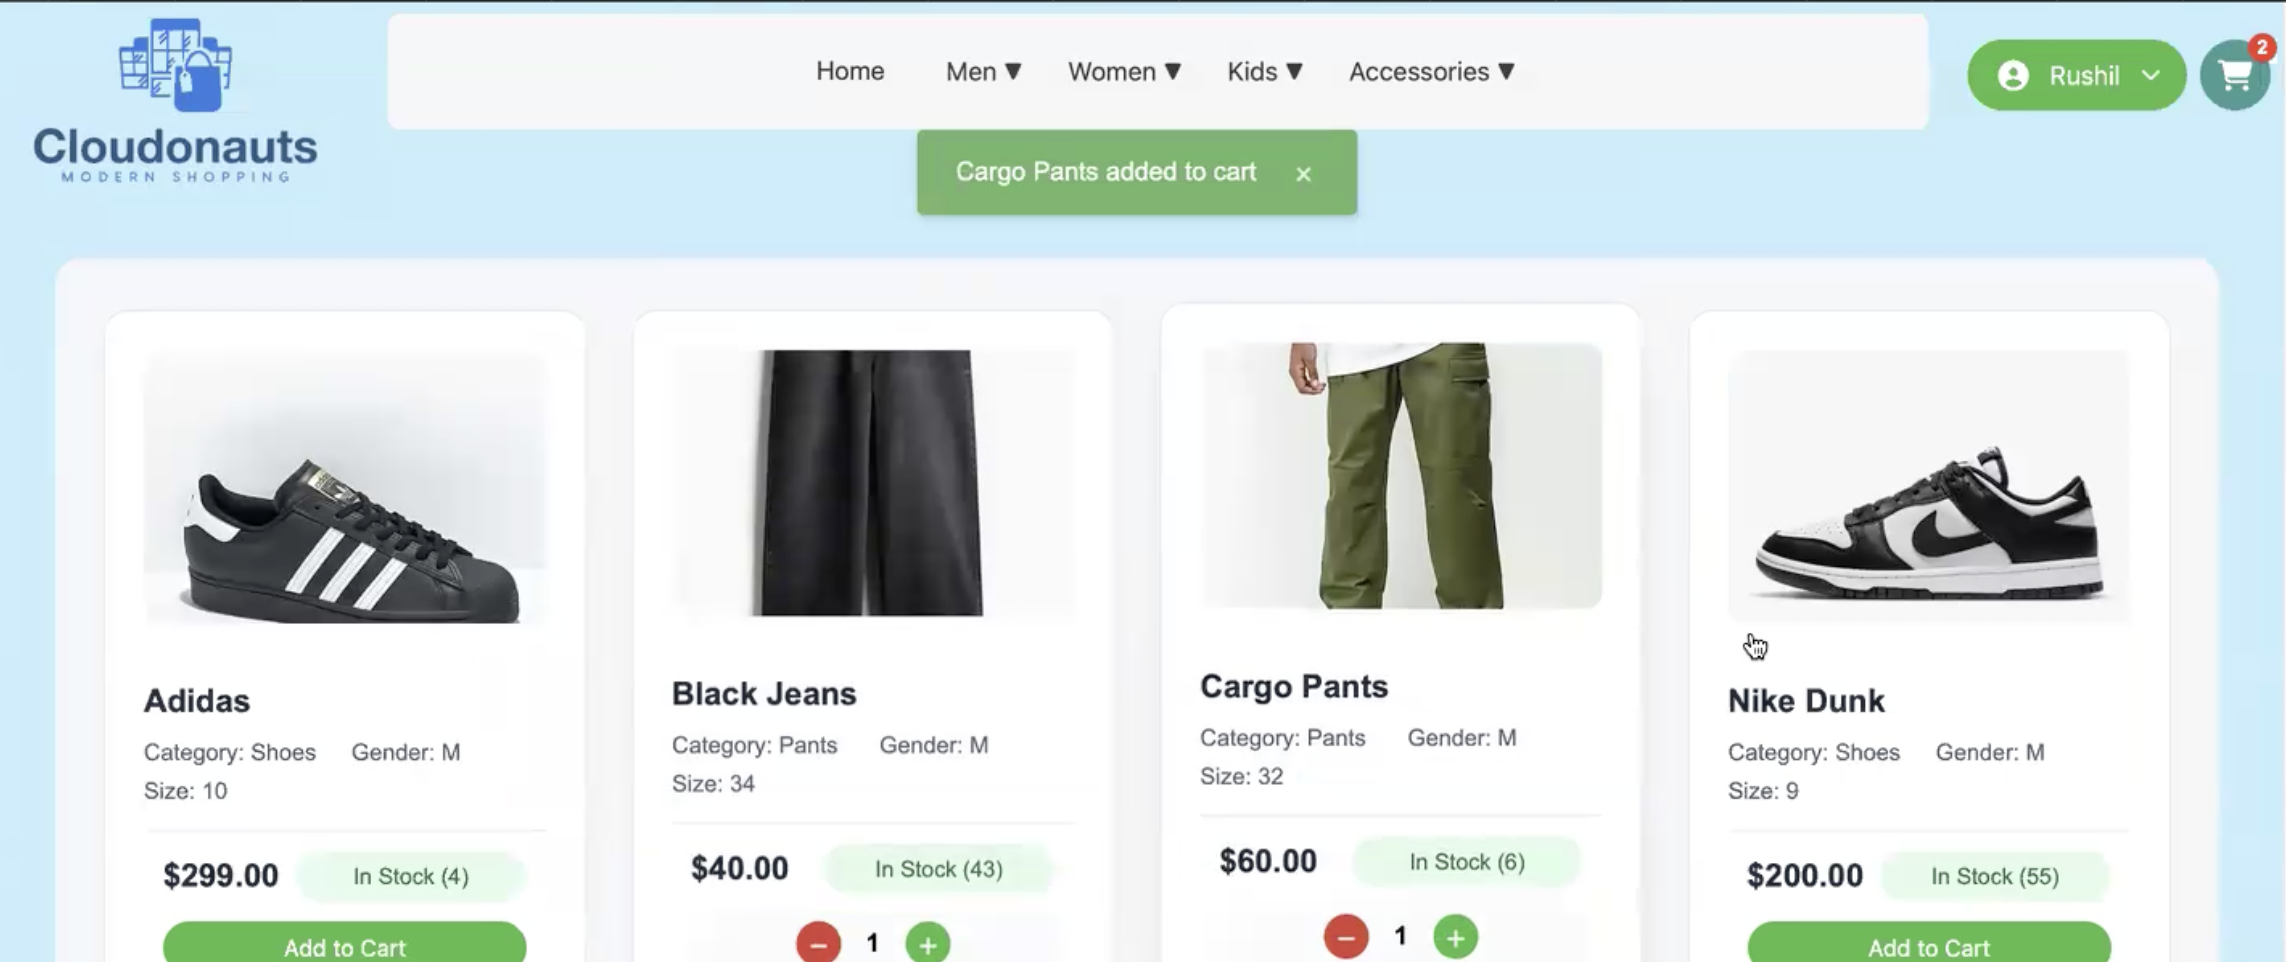 Home Men ▼ Women ▼ Kids ▼ Accessories ▼
Rushil
2
Cloudonauts
MODERN SHOPPING
Cargo Pants added to cart ×
Adidas
Category: Shoes Gender: M
Size: 10
$299.00 In Stock (4)
Add to Cart
Black Jeans
Category: Pants Gender: M
Size: 34
$40.00 In Stock (43)
− 1 +
Cargo Pants
Category: Pants Gender: M
Size: 32
$60.00 In Stock (6)
− 1 +
Nike Dunk
Category: Shoes Gender: M
Size: 9
$200.00 In Stock (55)
Add to Cart